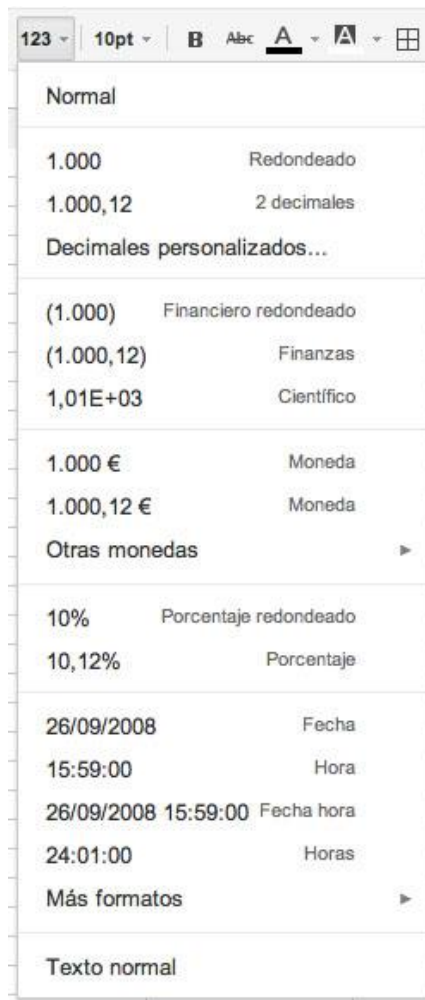 123 10pt B Abc A A
Normal
1.000 Redondeado
1.000,12 2 decimales
Decimales personalizados...
(1.000) Financiero redondeado
(1.000,12) Finanzas
1,01E+03 Científico
1.000 € Moneda
1.000,12 € Moneda
Otras monedas
10% Porcentaje redondeado
10,12% Porcentaje
26/09/2008 Fecha
15:59:00 Hora
26/09/2008 15:59:00 Fecha hora
24:01:00 Horas
Más formatos
Texto normal